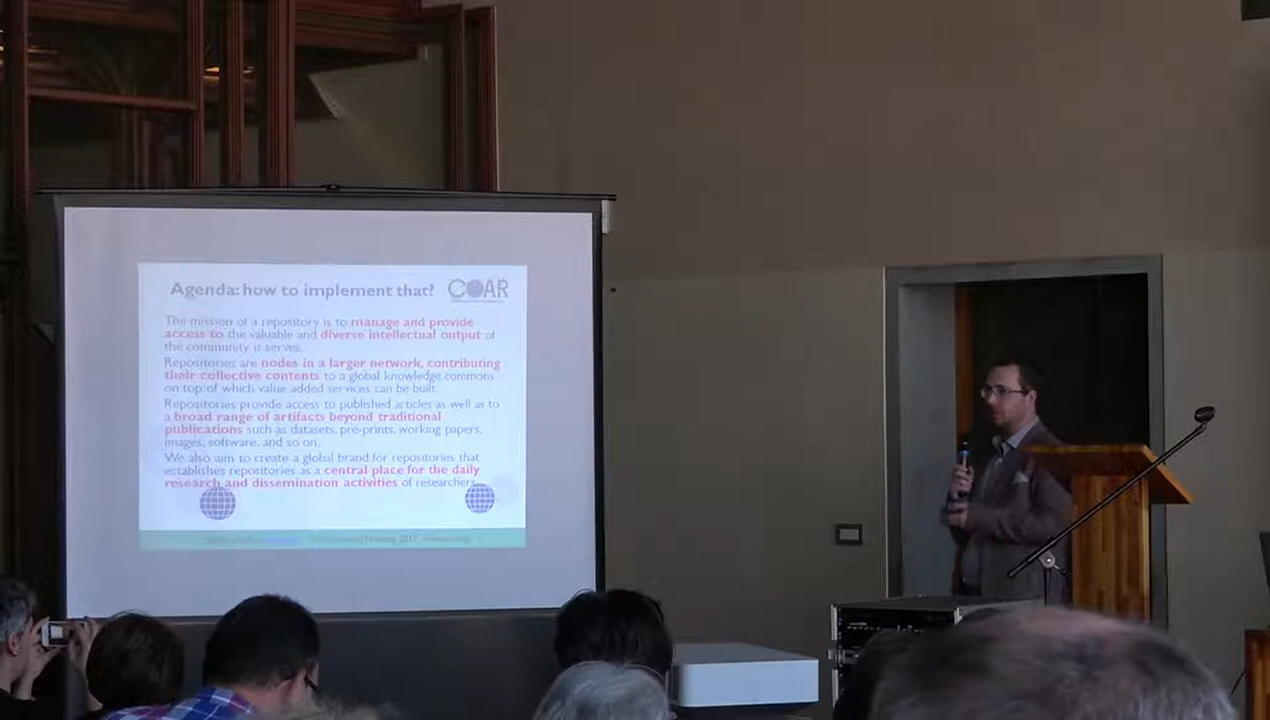 Agenda: how to implement that?
COAR
The mission of a repository is to manage and provide
access to the valuable and diverse intellectual output of
the community it serves.
Repositories are nodes in a larger network, contributing
their collective contents to a global knowledge commons
on top of which value added services can be built.
Repositories provide access to published articles as well as to
a broad range of artifacts beyond traditional
publications such as datasets, pre-prints, working papers,
images, software, and so on.
We also aim to create a global brand for repositories that
establishes repositories as a central place for the daily
research and dissemination activities of researchers.
Meeting, 2017